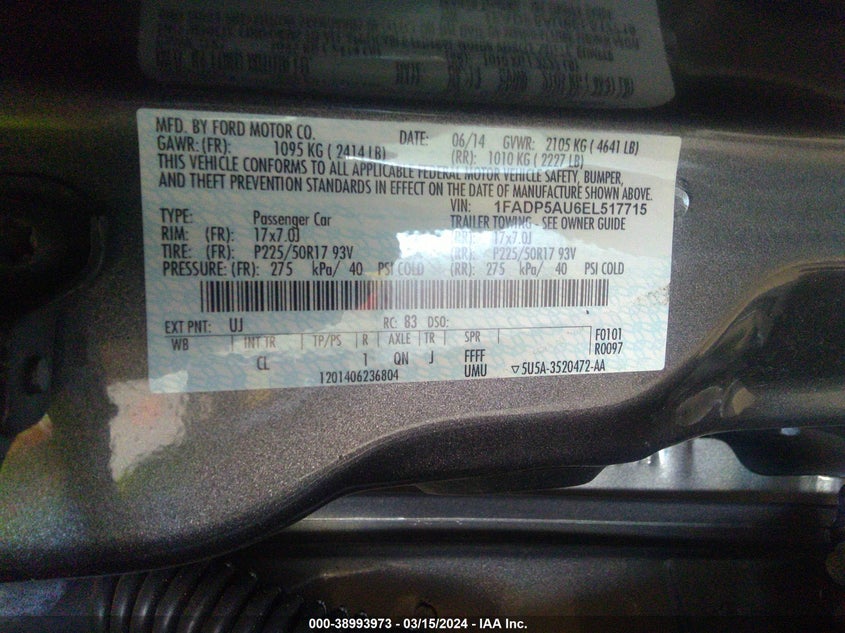 MFD. BY FORD MOTOR CO. DATE: 06/14 GVWR: 2105 KG ( 4641 LB)
GAWR: (FR): 1095 KG ( 2414 LB) (RR): 1010 KG ( 2227 LB)
THIS VEHICLE CONFORMS TO ALL APPLICABLE FEDERAL MOTOR VEHICLE SAFETY, BUMPER,
AND THEFT PREVENTION STANDARDS IN EFFECT ON THE DATE OF MANUFACTURE SHOWN ABOVE.
VIN: 1FADP5AU6EL517715
TYPE: Passenger Car TRAILER TOWING - SEE OWNER GUIDE
RIM: (FR): 17x7.0J (RR): 17x7.0J
TIRE: (FR): P225/50R17 93V (RR): P225/50R17 93V
PRESSURE: (FR): 275 kPa/ 40 PSI COLD (RR): 275 kPa/ 40 PSI COLD
EXT PNT: UJ RC: 83 DSO:
WB INT TR TP/PS R AXLE TR SPR F0101
CL 1 QN J FFFF R0097
1201406236804 UMU ▽5U5A-3520472-AA
000-38993973 - 03/15/2024 - IAA Inc.